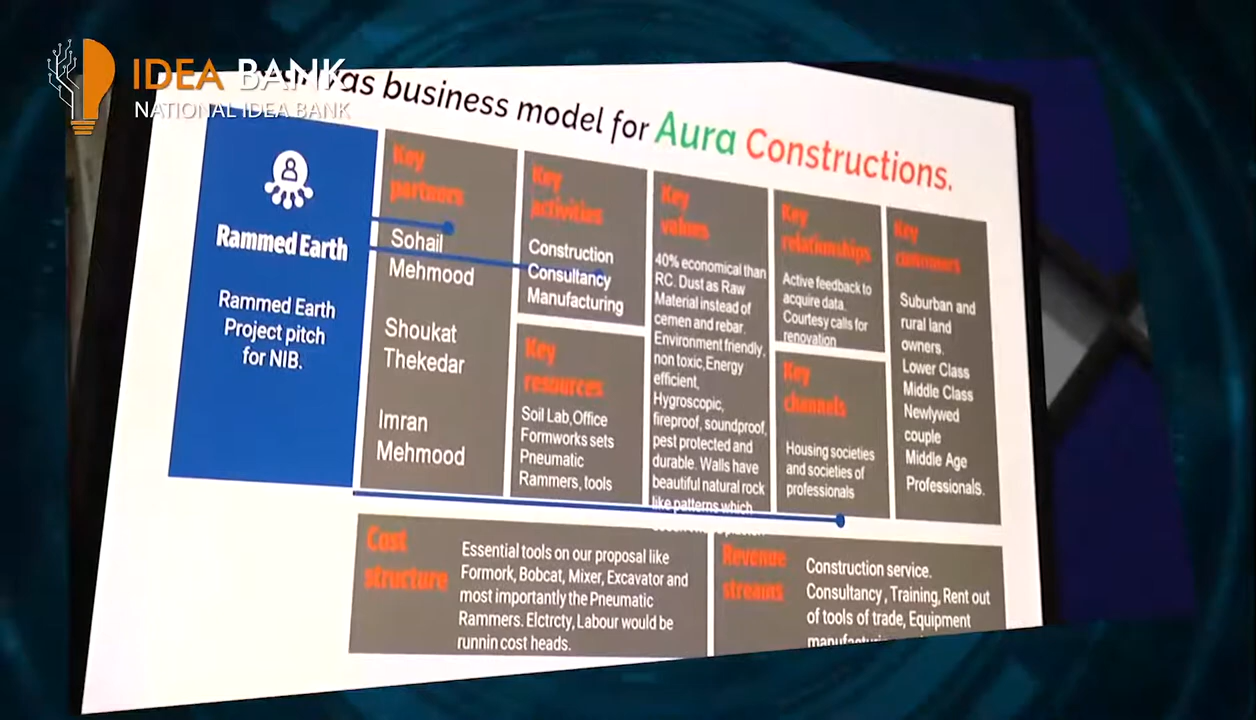 IDEA BANK
NATIONAL IDEA BANK
business model for Aura Constructions.
Rammed Earth
Rammed Earth
Project pitch
for NIB.
Key
partners
Sohail
Mehmood
Shoukat
Thekedar
Imran
Mehmood
Key
activities
Construction
Consultancy
Manufacturing
Key
resources
Soil Lab,Office
Formworks sets
Pneumatic
Rammers, tools
Key
values
40% economical than
RC. Dust as Raw
Material instead of
cemen and rebar.
Environment friendly,
non toxic,Energy
efficient,
Hygroscopic,
fireproof, soundproof,
pest protected and
durable. Walls have
beautiful natural rock
like patterns which
Key
relationships
Active feedback to
acquire data.
Courtesy calls for
renovation
Key
channels
Housing societies
and societies of
professionals
Key
customers
Suburban and
rural land
owners.
Lower Class
Middle Class
Newlywed
couple
Middle Age
Professionals.
Cost
structure
Essential tools on our proposal like
Formork, Bobcat, Mixer, Excavator and
most importantly the Pneumatic
Rammers. Elctrcty, Labour would be
runnin cost heads.
Revenue
streams
Construction service.
Consultancy, Training, Rent out
of tools of trade, Equipment